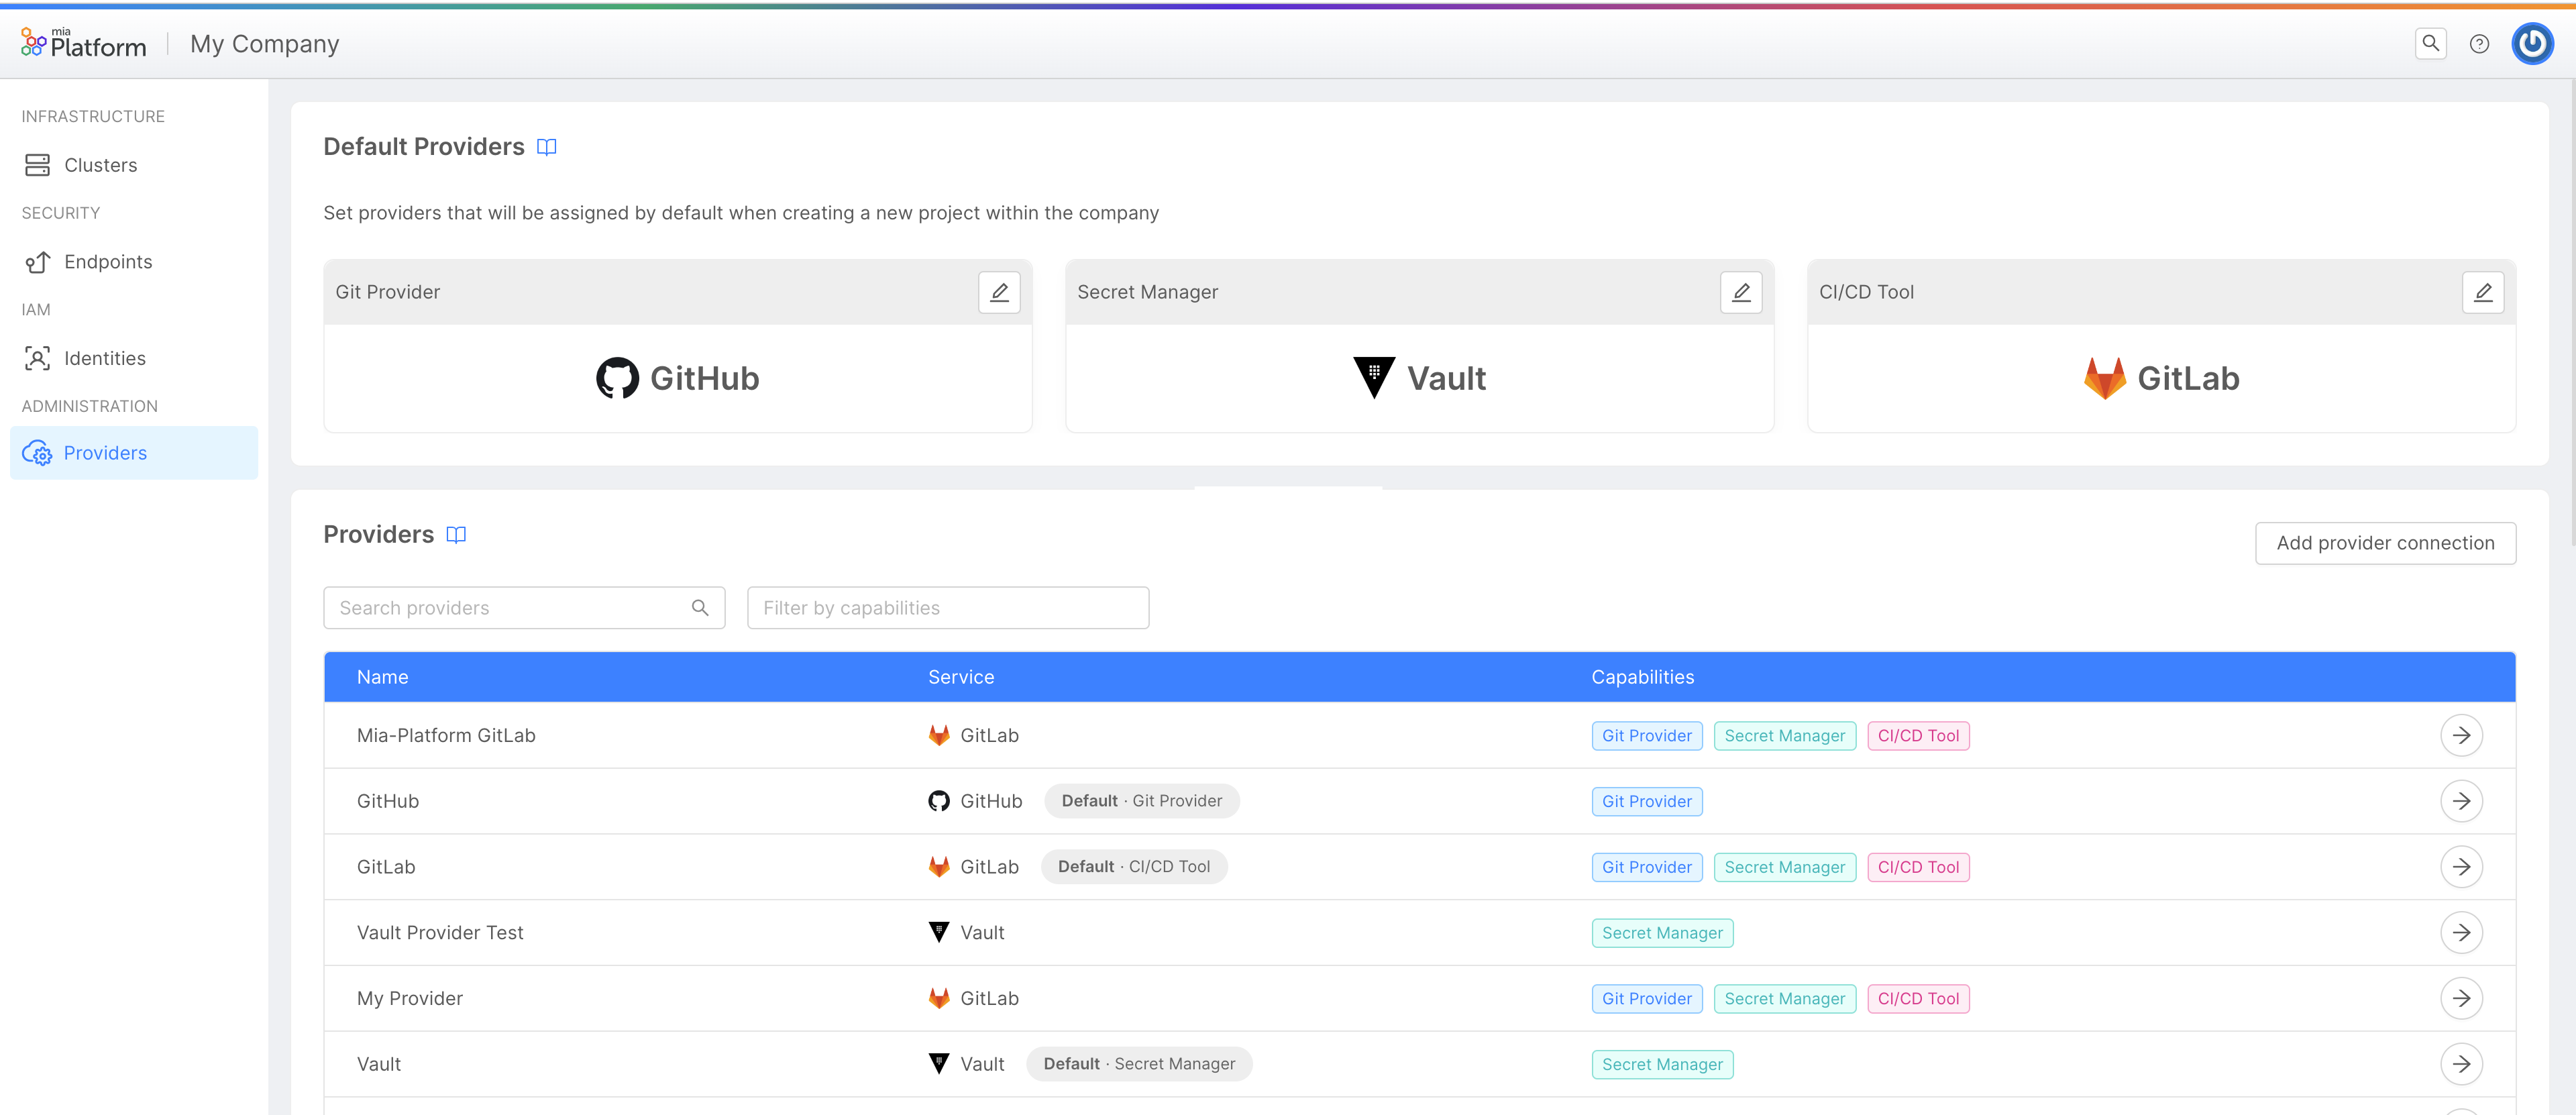 mia
Platform
My Company
INFRASTRUCTURE
Clusters
SECURITY
Endpoints
IAM
Identities
ADMINISTRATION
Providers
Default Providers
Set providers that will be assigned by default when creating a new project within the company
Git Provider
GitHub
Secret Manager
Vault
CI/CD Tool
GitLab
Providers
Add provider connection
Search providers
Filter by capabilities
Name Service Capabilities
Mia-Platform GitLab GitLab Git Provider Secret Manager CI/CD Tool
GitHub GitHub Default · Git Provider Git Provider
GitLab GitLab Default · CI/CD Tool Git Provider Secret Manager CI/CD Tool
Vault Provider Test Vault Secret Manager
My Provider GitLab Git Provider Secret Manager CI/CD Tool
Vault Vault Default · Secret Manager Secret Manager